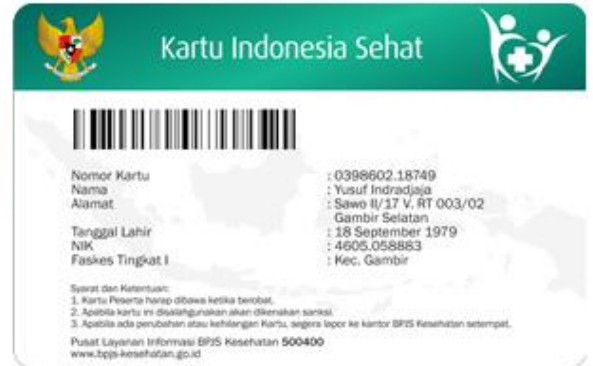 Kartu Indonesia Sehat
Nomor Kartu : 0398602.18749
Nama : Yusuf Indradjaja
Alamat : Sawo II/17 V. RT 003/02
Gambir Selatan
Tanggal Lahir : 18 September 1979
NIK : 4605.058883
Faskes Tingkat I : Kec. Gambir
Syarat dan Ketentuan:
1. Kartu Peserta harap dibawa ketika berobat.
2. Apabila kartu ini disalahgunakan akan dikenakan sanksi.
3. Apabila ada perubahan atau kehilangan Kartu, segera lapor ke kantor BPJS Kesehatan setempat.
Pusat Layanan Informasi BPJS Kesehatan 500400
www.bpjs-kesehatan.go.id